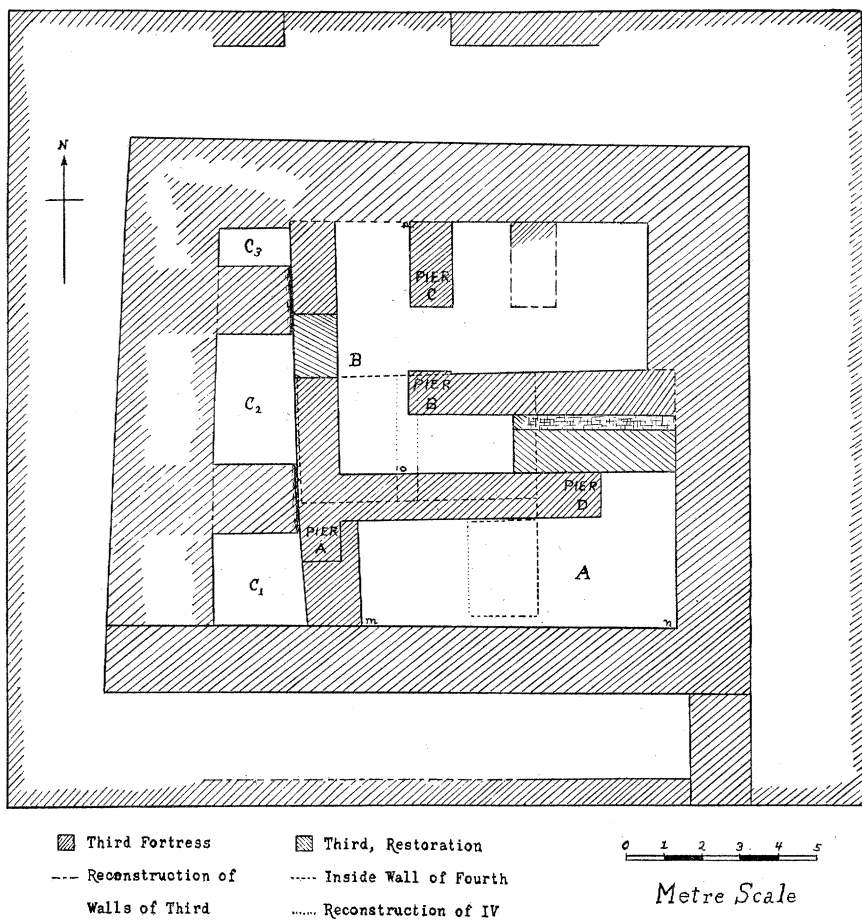 N
C3
PIER
C
B
PIER
B
C2
o
PIER
D
PIER
A
A
C1
m
n
Third Fortress
Third, Restoration
Reconstruction of
Walls of Third
Inside Wall of Fourth
Reconstruction of IV
0 1 2 3 4 5
Metre Scale